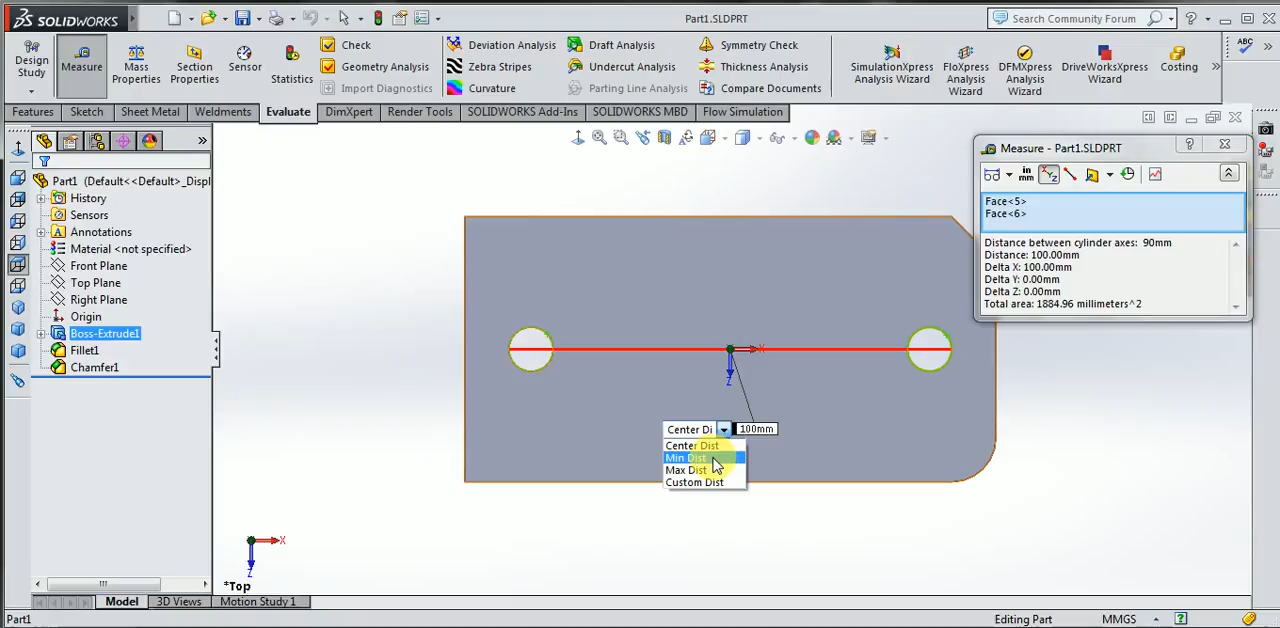 SOLIDWORKS
Part1.SLDPRT
Search Community Forum
Design Study
Measure
Mass Properties
Section Properties
Sensor
Statistics
Check
Geometry Analysis
Import Diagnostics
Deviation Analysis
Zebra Stripes
Curvature
Draft Analysis
Undercut Analysis
Parting Line Analysis
Symmetry Check
Thickness Analysis
Compare Documents
SimulationXpress Analysis Wizard
FloXpress Analysis Wizard
DFMXpress Analysis Wizard
DriveWorksXpress Wizard
Costing
ABC
Features
Sketch
Sheet Metal
Weldments
Evaluate
DimXpert
Render Tools
SOLIDWORKS Add-Ins
SOLIDWORKS MBD
Flow Simulation
Part1 (Default<<Default>_Displ
History
Sensors
Annotations
Material <not specified>
Front Plane
Top Plane
Right Plane
Origin
Boss-Extrude1
Fillet1
Chamfer1
Measure - Part1.SLDPRT
in mm
XYZ
Face<5>
Face<6>
Distance between cylinder axes: 90mm
Distance: 100.00mm
Delta X: 100.00mm
Delta Y: 0.00mm
Delta Z: 0.00mm
Total area: 1884.96 millimeters^2
X
Z
Center Di
100mm
Center Dist
Min Dist
Max Dist
Custom Dist
X
Z
*Top
Model
3D Views
Motion Study 1
Part1
Editing Part
MMGS